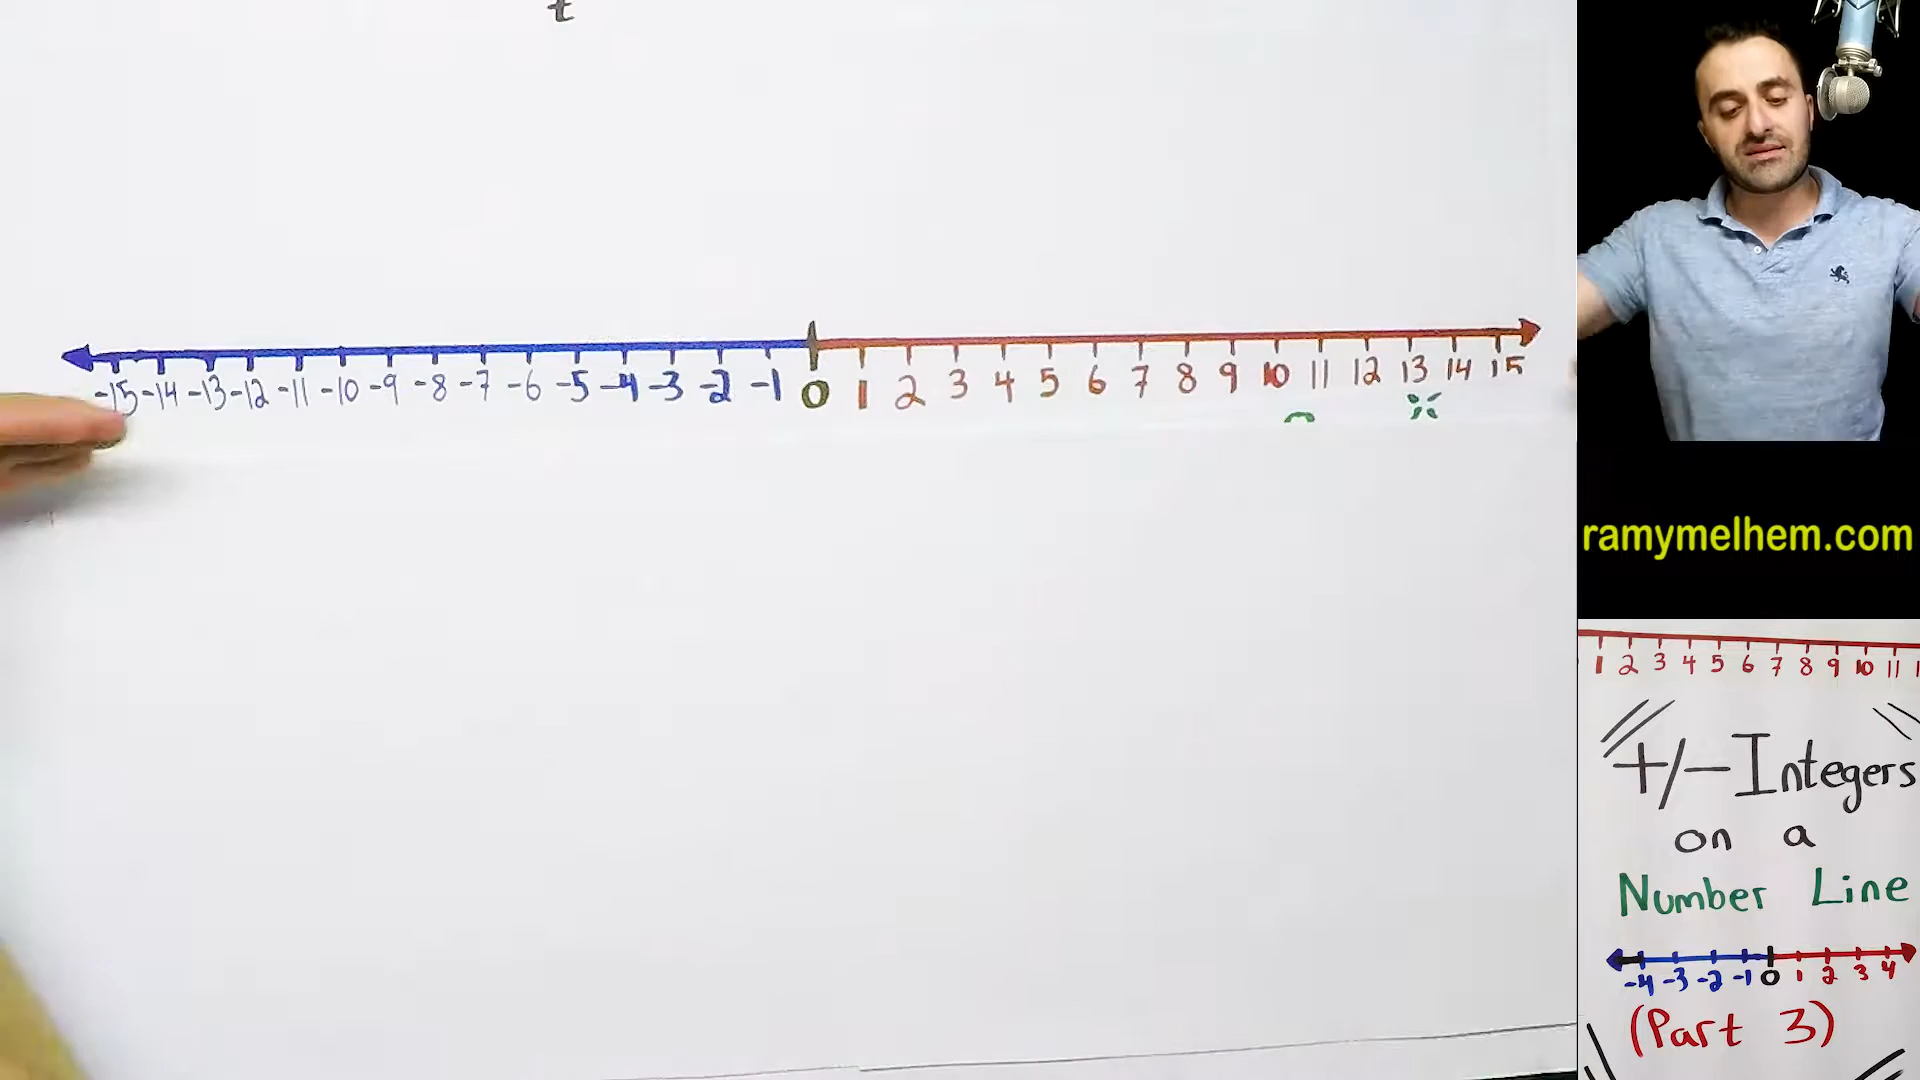 t
-15 -14 -13 -12 -11 -10 -9 -8 -7 -6 -5 -4 -3 -2 -1 0 1 2 3 4 5 6 7 8 9 10 11 12 13 14 15
ramymelhem.com
1 2 3 4 5 6 7 8 9 10 11
+/- Integers
on a
Number Line
-4 -3 -2 -1 0 1 2 3 4
(Part 3)